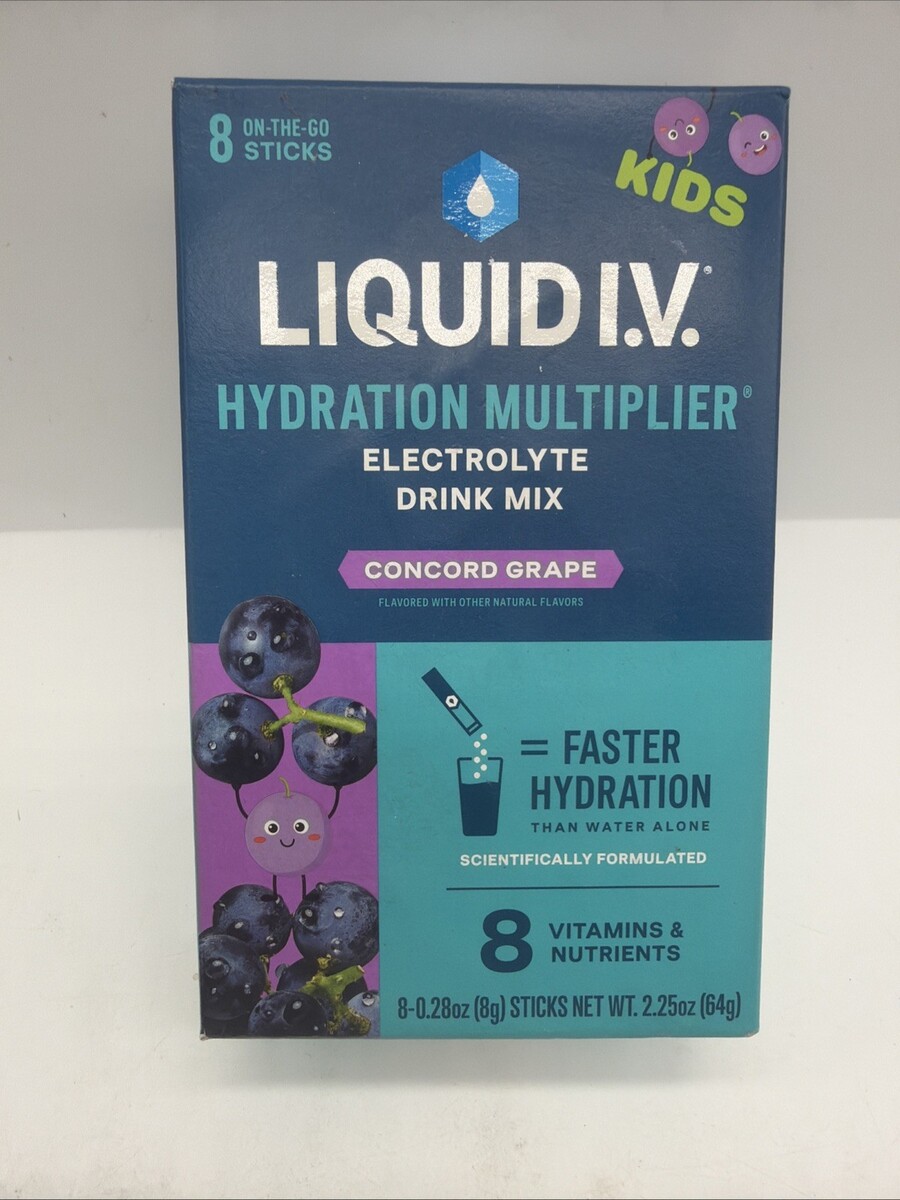 8 ON-THE-GO
STICKS
KIDS
LIQUID I.V.®
HYDRATION MULTIPLIER®
ELECTROLYTE
DRINK MIX
CONCORD GRAPE
FLAVORED WITH OTHER NATURAL FLAVORS
= FASTER
HYDRATION
THAN WATER ALONE
SCIENTIFICALLY FORMULATED
8 VITAMINS &
NUTRIENTS
8-0.28oz (8g) STICKS NET WT. 2.25oz (64g)